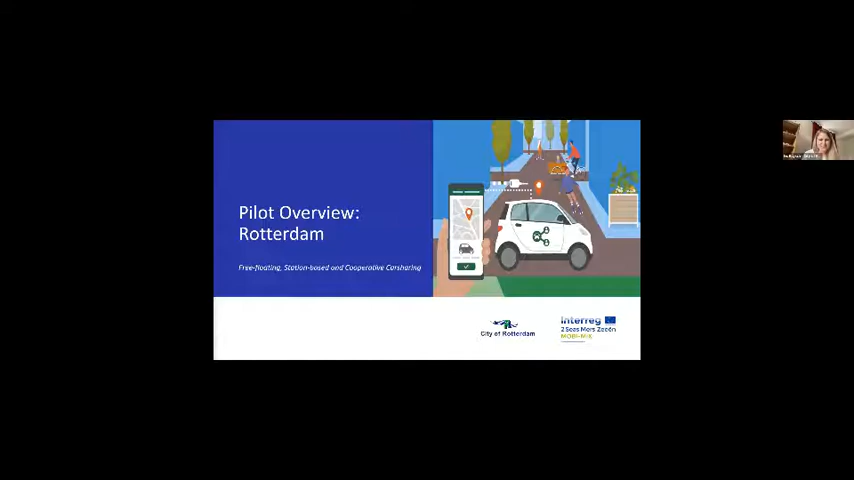 Pilot Overview:
Rotterdam
Free-floating, Station-based and Cooperative Carsharing
City of Rotterdam
Interreg
2 Seas Mers Zeeën
MOBI-MIX